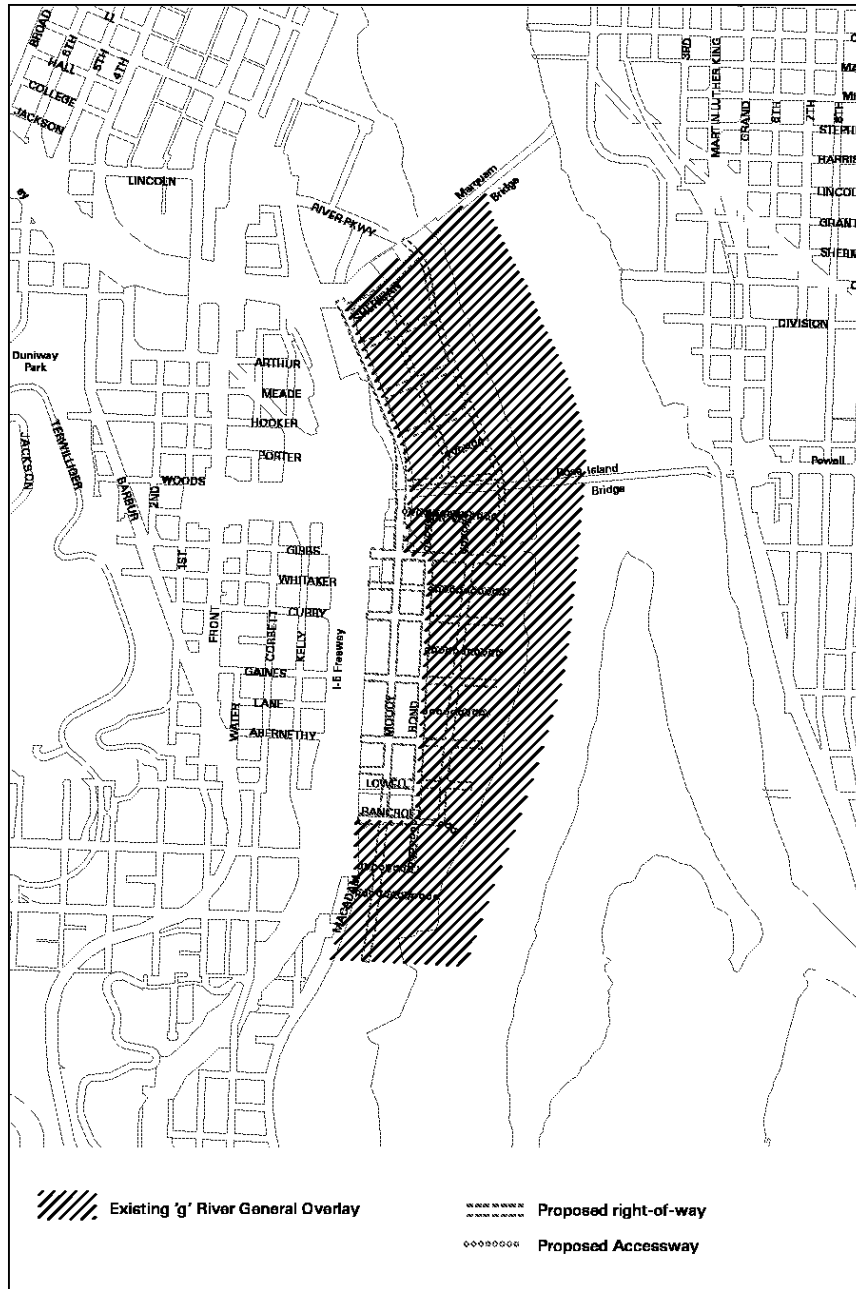 BROAD
5TH
HALL
5TH
4TH
COLLEGE
JACKSON
LINCOLN
RIVER PKWY
Marquam
Bridge
3RD
MARTIN LUTHER KING
GRAND
6TH
7TH
8TH
STEPH
HARRIS
LINCOL
GRANT
SHERM
DIVISION
SHERMAN
Duniway
Park
ARTHUR
MEADE
HOOKER
PORTER
WOODS
TERWILLIGER
JACKSON
BARBUR
2ND
1ST
Ross Island
Bridge
Powell
GIBBS
WHITAKER
CURRY
FRONT
CORBETT
KELLY
I-5 Freeway
GAINES
LANE
WATER
ABERNETHY
MOODY
BOND
LOWELL
BANCROFT
MACADAM
Existing 'g' River General Overlay
Proposed right-of-way
Proposed Accessway